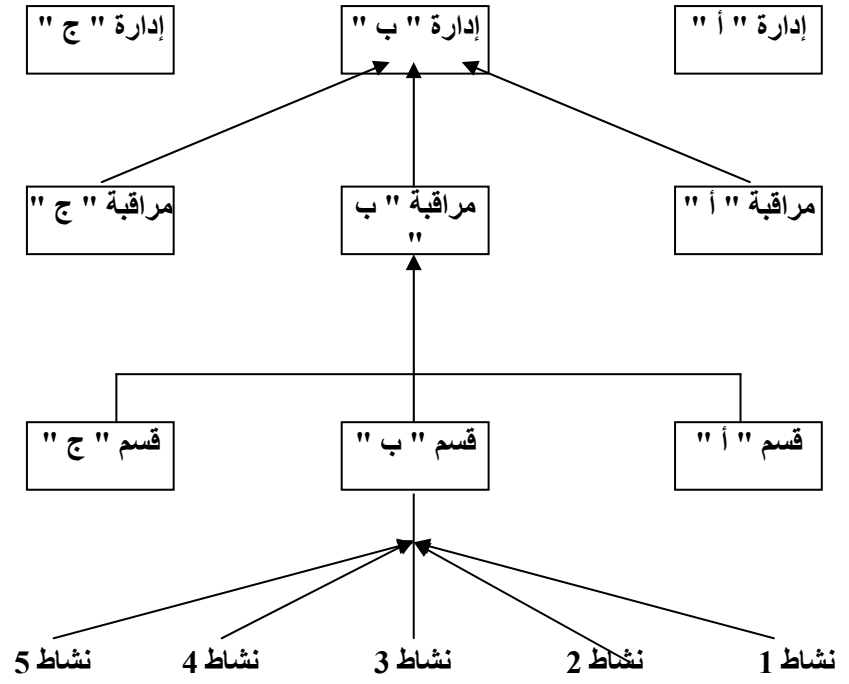 إدارة " أ "
إدارة " ب "
إدارة " ج "
مراقبة " أ "
مراقبة " ب
"
مراقبة " ج "
قسم " أ "
قسم " ب "
قسم " ج "
نشاط 1
نشاط 2
نشاط 3
نشاط 4
نشاط 5